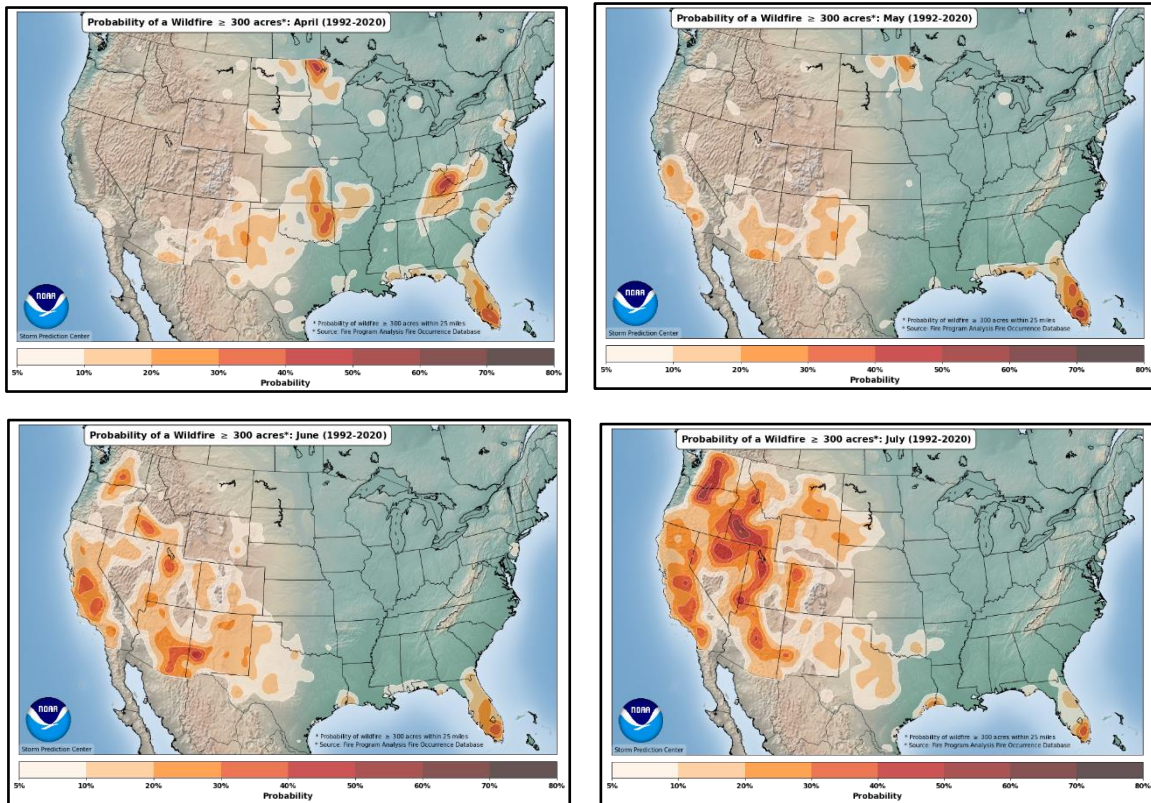 Probability of a Wildfire ≥ 300 acres*: April (1992-2020)
NOAA
Storm Prediction Center
* Probability of wildfire ≥ 300 acres within 25 miles
* Source: Fire Program Analysis Fire Occurrence Database
5% 10% 20% 30% 40% 50% 60% 70% 80%
Probability
Probability of a Wildfire ≥ 300 acres*: May (1992-2020)
NOAA
Storm Prediction Center
* Probability of wildfire ≥ 300 acres within 25 miles
* Source: Fire Program Analysis Fire Occurrence Database
5% 10% 20% 30% 40% 50% 60% 70% 80%
Probability
Probability of a Wildfire ≥ 300 acres*: June (1992-2020)
NOAA
Storm Prediction Center
* Probability of wildfire ≥ 300 acres within 25 miles
* Source: Fire Program Analysis Fire Occurrence Database
5% 10% 20% 30% 40% 50% 60% 70% 80%
Probability
Probability of a Wildfire ≥ 300 acres*: July (1992-2020)
NOAA
Storm Prediction Center
* Probability of wildfire ≥ 300 acres within 25 miles
* Source: Fire Program Analysis Fire Occurrence Database
5% 10% 20% 30% 40% 50% 60% 70% 80%
Probability